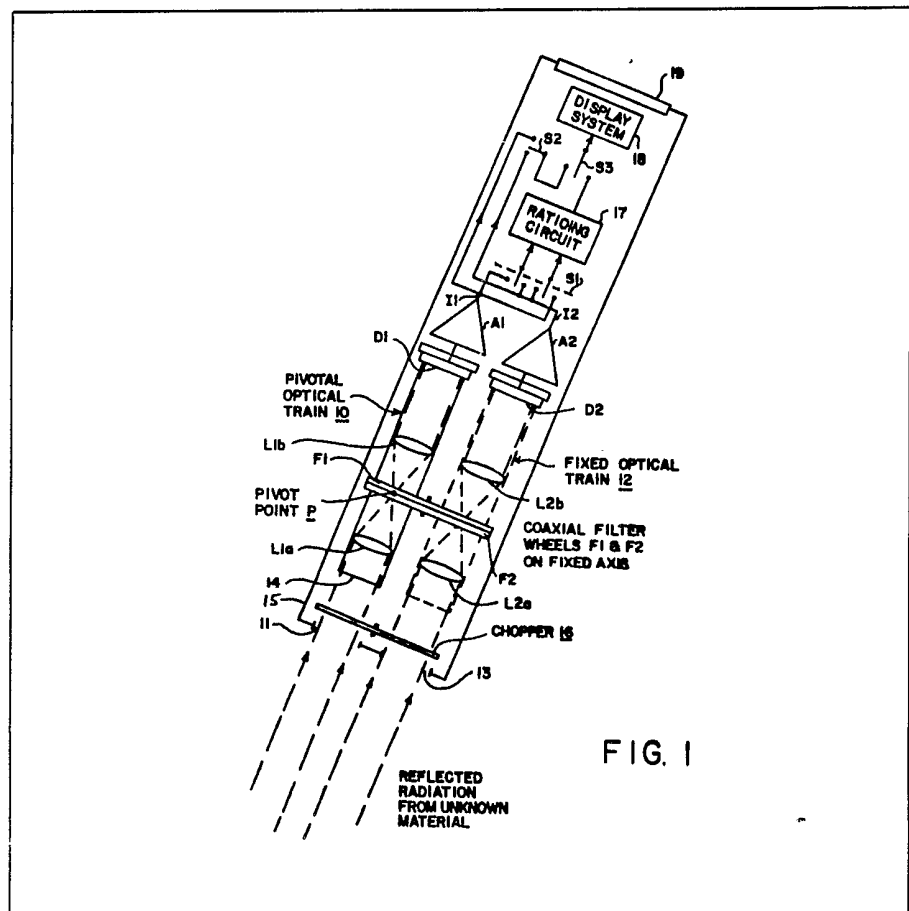 19
DISPLAY
SYSTEM
18
S2
S3
17
RATIOING
CIRCUIT
S1
I1
I2
A1
A2
D1
D2
PIVOTAL
OPTICAL
TRAIN 10
L1b
FIXED OPTICAL
TRAIN 12
F1
L2b
PIVOT
POINT P
COAXIAL FILTER
WHEELS F1 & F2
ON FIXED AXIS
L1a
F2
14
L2a
15
11
CHOPPER 16
13
FIG. 1
REFLECTED
RADIATION
FROM UNKNOWN
MATERIAL